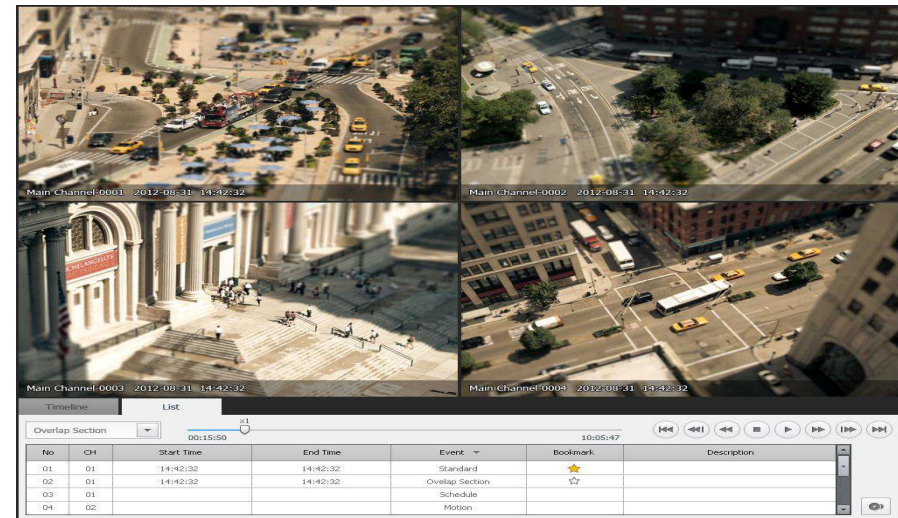 Main Channel-0001 2012-08-31 14:42:32
Main Channel-0002 2012-08-31 14:42:32
MICHELANGELO'S
Main Channel-0003 2012-08-31 14:42:32
Main Channel-0004 2012-08-31 14:42:32
Timeline List
Overlap Section x1
00:15:50 10:05:47
No CH Start Time End Time Event Bookmark Description
01 01 14:42:32 14:42:32 Standard
02 01 14:42:32 14:42:32 Ovelap Section
03 01 Schedule
04 02 Motion